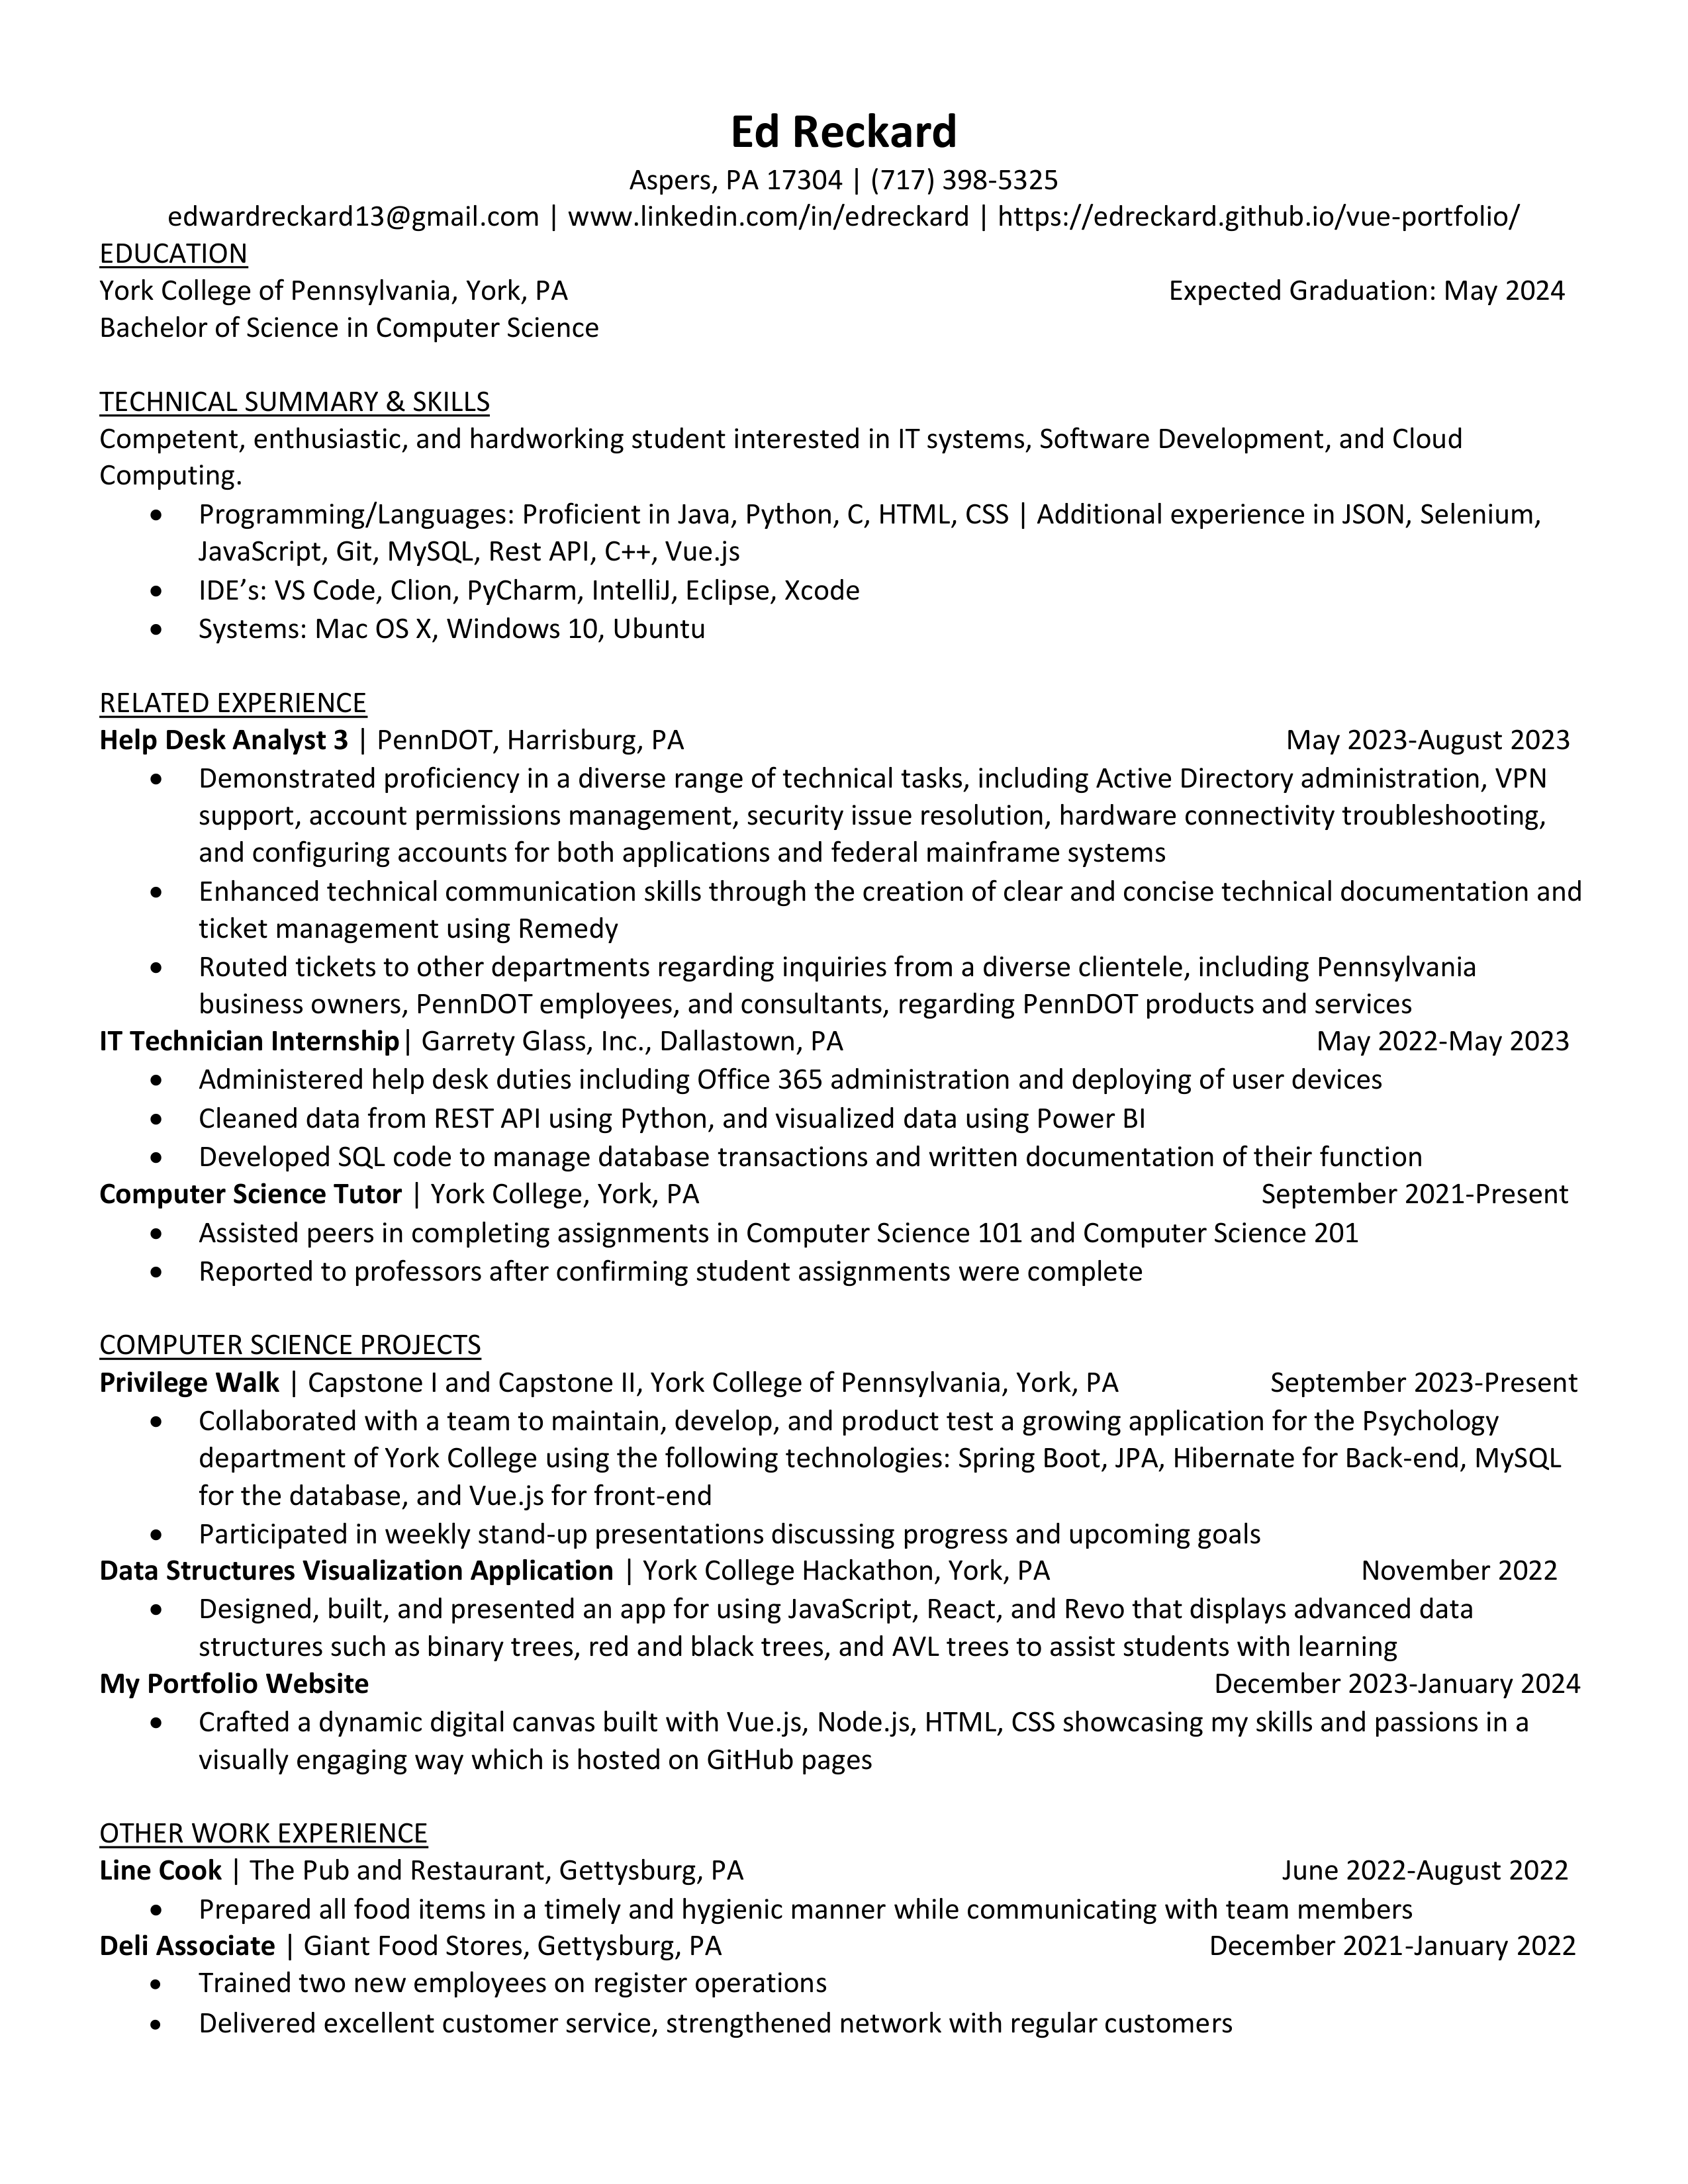 Ed Reckard
Aspers, PA 17304 | (717) 398-5325
edwardreckard13@gmail.com | www.linkedin.com/in/edreckard | https://edreckard.github.io/vue-portfolio/
EDUCATION
York College of Pennsylvania, York, PA Expected Graduation: May 2024
Bachelor of Science in Computer Science
TECHNICAL SUMMARY & SKILLS
Competent, enthusiastic, and hardworking student interested in IT systems, Software Development, and Cloud
Computing.
• Programming/Languages: Proficient in Java, Python, C, HTML, CSS | Additional experience in JSON, Selenium,
JavaScript, Git, MySQL, Rest API, C++, Vue.js
• IDE’s: VS Code, Clion, PyCharm, IntelliJ, Eclipse, Xcode
• Systems: Mac OS X, Windows 10, Ubuntu
RELATED EXPERIENCE
Help Desk Analyst 3 | PennDOT, Harrisburg, PA May 2023-August 2023
• Demonstrated proficiency in a diverse range of technical tasks, including Active Directory administration, VPN
support, account permissions management, security issue resolution, hardware connectivity troubleshooting,
and configuring accounts for both applications and federal mainframe systems
• Enhanced technical communication skills through the creation of clear and concise technical documentation and
ticket management using Remedy
• Routed tickets to other departments regarding inquiries from a diverse clientele, including Pennsylvania
business owners, PennDOT employees, and consultants, regarding PennDOT products and services
IT Technician Internship| Garrety Glass, Inc., Dallastown, PA May 2022-May 2023
• Administered help desk duties including Office 365 administration and deploying of user devices
• Cleaned data from REST API using Python, and visualized data using Power BI
• Developed SQL code to manage database transactions and written documentation of their function
Computer Science Tutor | York College, York, PA September 2021-Present
• Assisted peers in completing assignments in Computer Science 101 and Computer Science 201
• Reported to professors after confirming student assignments were complete
COMPUTER SCIENCE PROJECTS
Privilege Walk | Capstone I and Capstone II, York College of Pennsylvania, York, PA September 2023-Present
• Collaborated with a team to maintain, develop, and product test a growing application for the Psychology
department of York College using the following technologies: Spring Boot, JPA, Hibernate for Back-end, MySQL
for the database, and Vue.js for front-end
• Participated in weekly stand-up presentations discussing progress and upcoming goals
Data Structures Visualization Application | York College Hackathon, York, PA November 2022
• Designed, built, and presented an app for using JavaScript, React, and Revo that displays advanced data
structures such as binary trees, red and black trees, and AVL trees to assist students with learning
My Portfolio Website December 2023-January 2024
• Crafted a dynamic digital canvas built with Vue.js, Node.js, HTML, CSS showcasing my skills and passions in a
visually engaging way which is hosted on GitHub pages
OTHER WORK EXPERIENCE
Line Cook | The Pub and Restaurant, Gettysburg, PA June 2022-August 2022
• Prepared all food items in a timely and hygienic manner while communicating with team members
Deli Associate | Giant Food Stores, Gettysburg, PA December 2021-January 2022
• Trained two new employees on register operations
• Delivered excellent customer service, strengthened network with regular customers